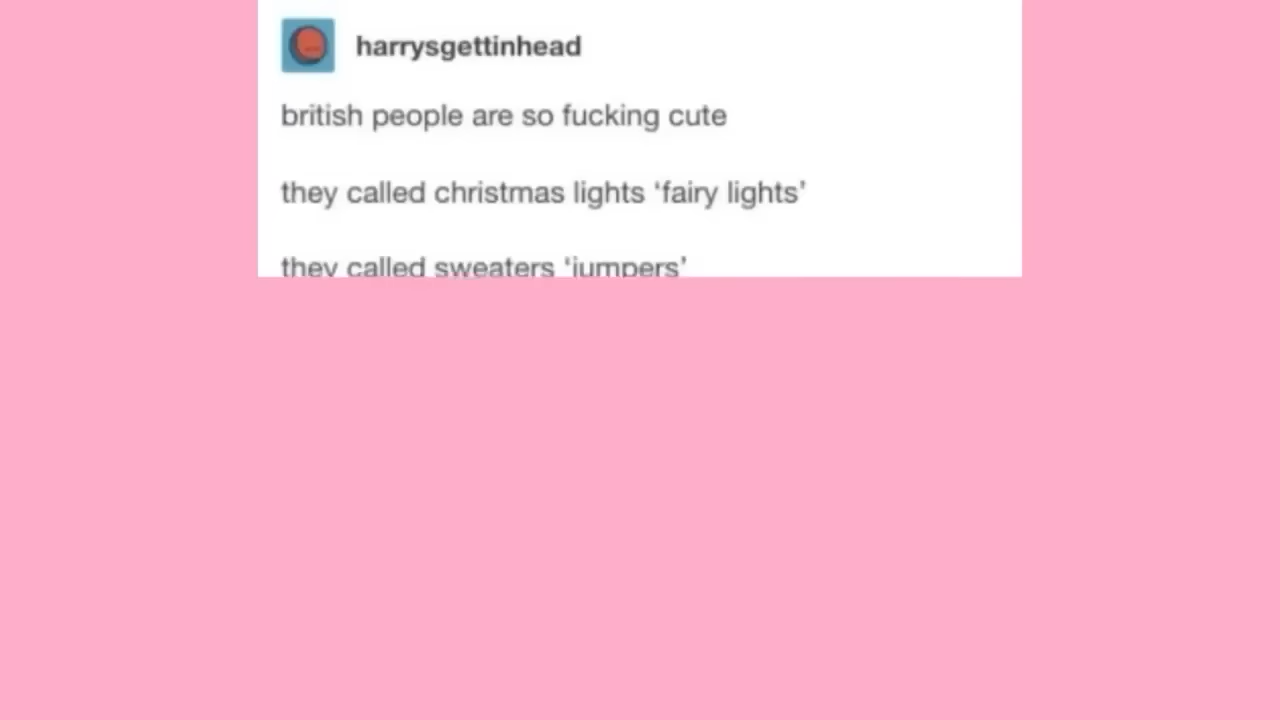 harrysgettinhead
british people are so fucking cute
they called christmas lights ‘fairy lights’
they called sweaters ‘jumpers’